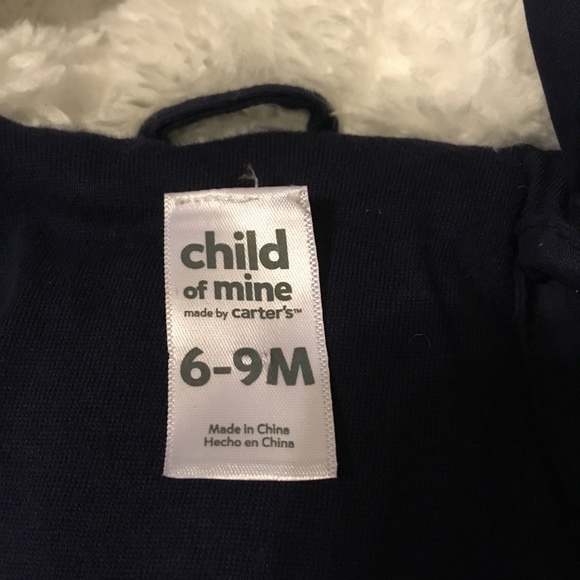 child
of mine
made by carter's™
6-9M
Made in China
Hecho en China